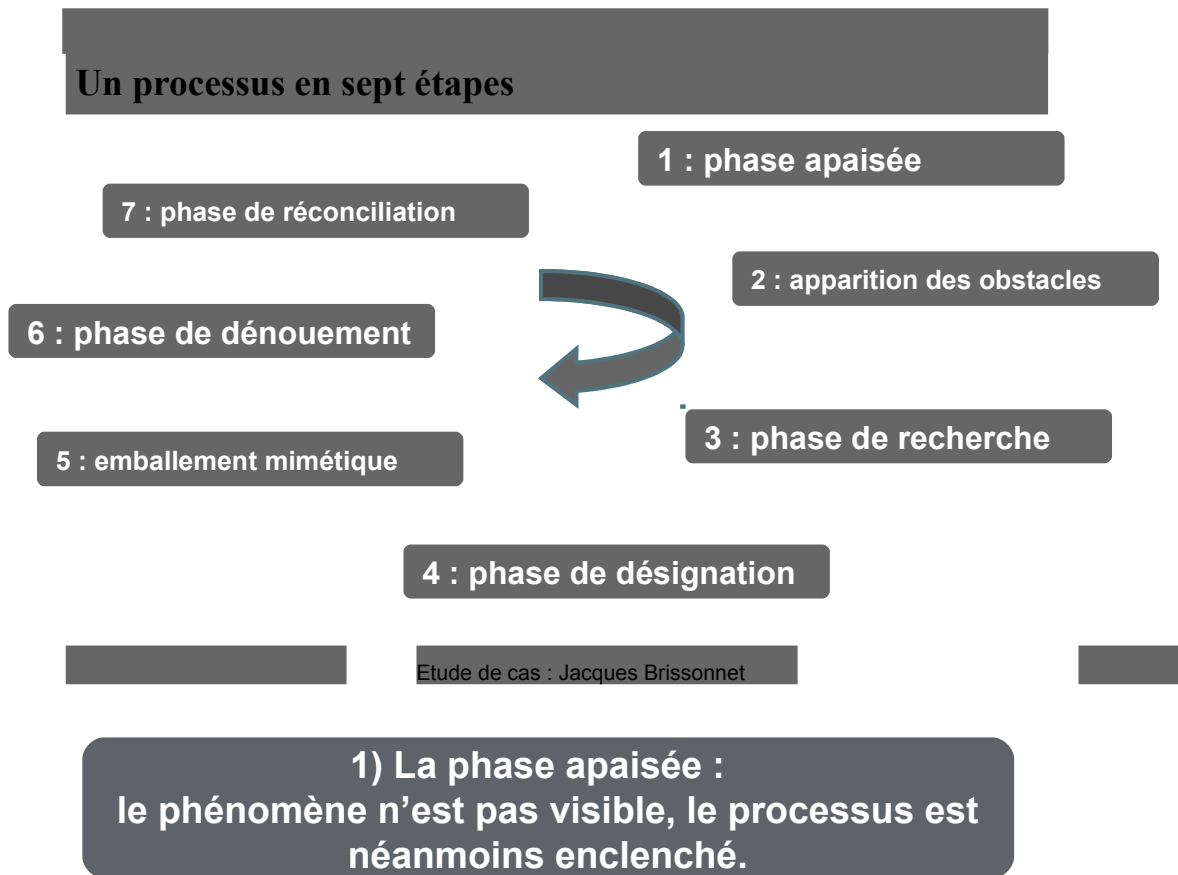 Un processus en sept étapes
1 : phase apaisée
7 : phase de réconciliation
2 : apparition des obstacles
6 : phase de dénouement
3 : phase de recherche
5 : emballement mimétique
4 : phase de désignation
Etude de cas : Jacques Brissonnet
1) La phase apaisée :
le phénomène n’est pas visible, le processus est
néanmoins enclenché.